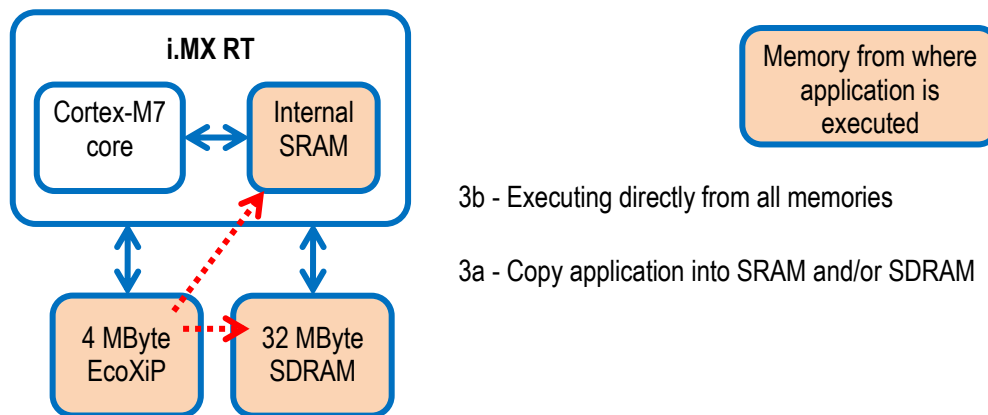 i.MX RT
Cortex-M7
core
Internal
SRAM
4 MByte
EcoXiP
32 MByte
SDRAM
Memory from where
application is
executed
3b - Executing directly from all memories
3a - Copy application into SRAM and/or SDRAM